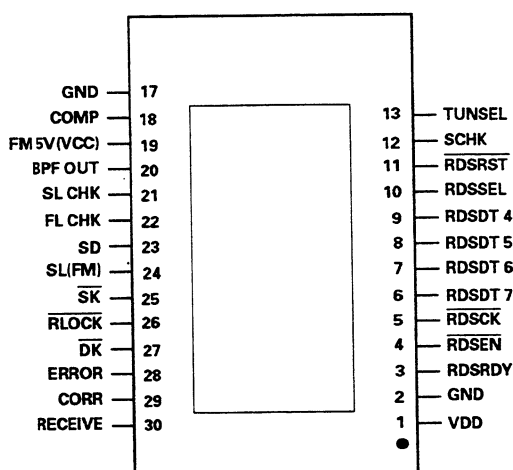 GND 17
COMP 18
FM 5V(VCC) 19
BPF OUT 20
SL CHK 21
FL CHK 22
SD 23
SL(FM) 24
SK 25
RLOCK 26
DK 27
ERROR 28
CORR 29
RECEIVE 30
13 TUNSEL
12 SCHK
11 RDSRST
10 RDSSEL
9 RDSDT 4
8 RDSDT 5
7 RDSDT 6
6 RDSDT 7
5 RDSCK
4 RDSEN
3 RDSRDY
2 GND
1 VDD